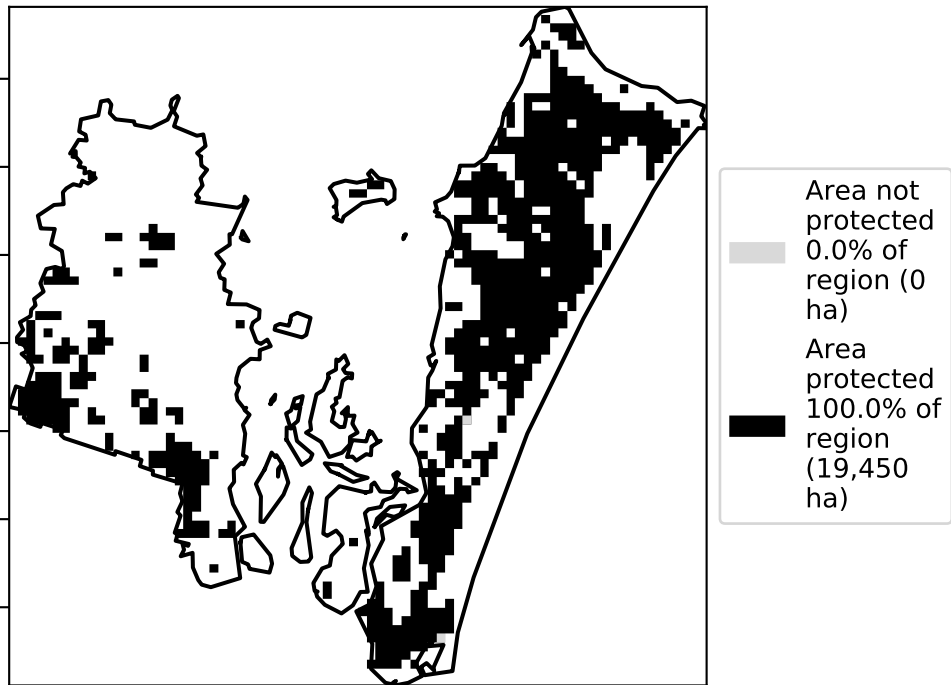 Area not
protected
0.0% of
region (0
ha)
Area
protected
100.0% of
region
(19,450
ha)